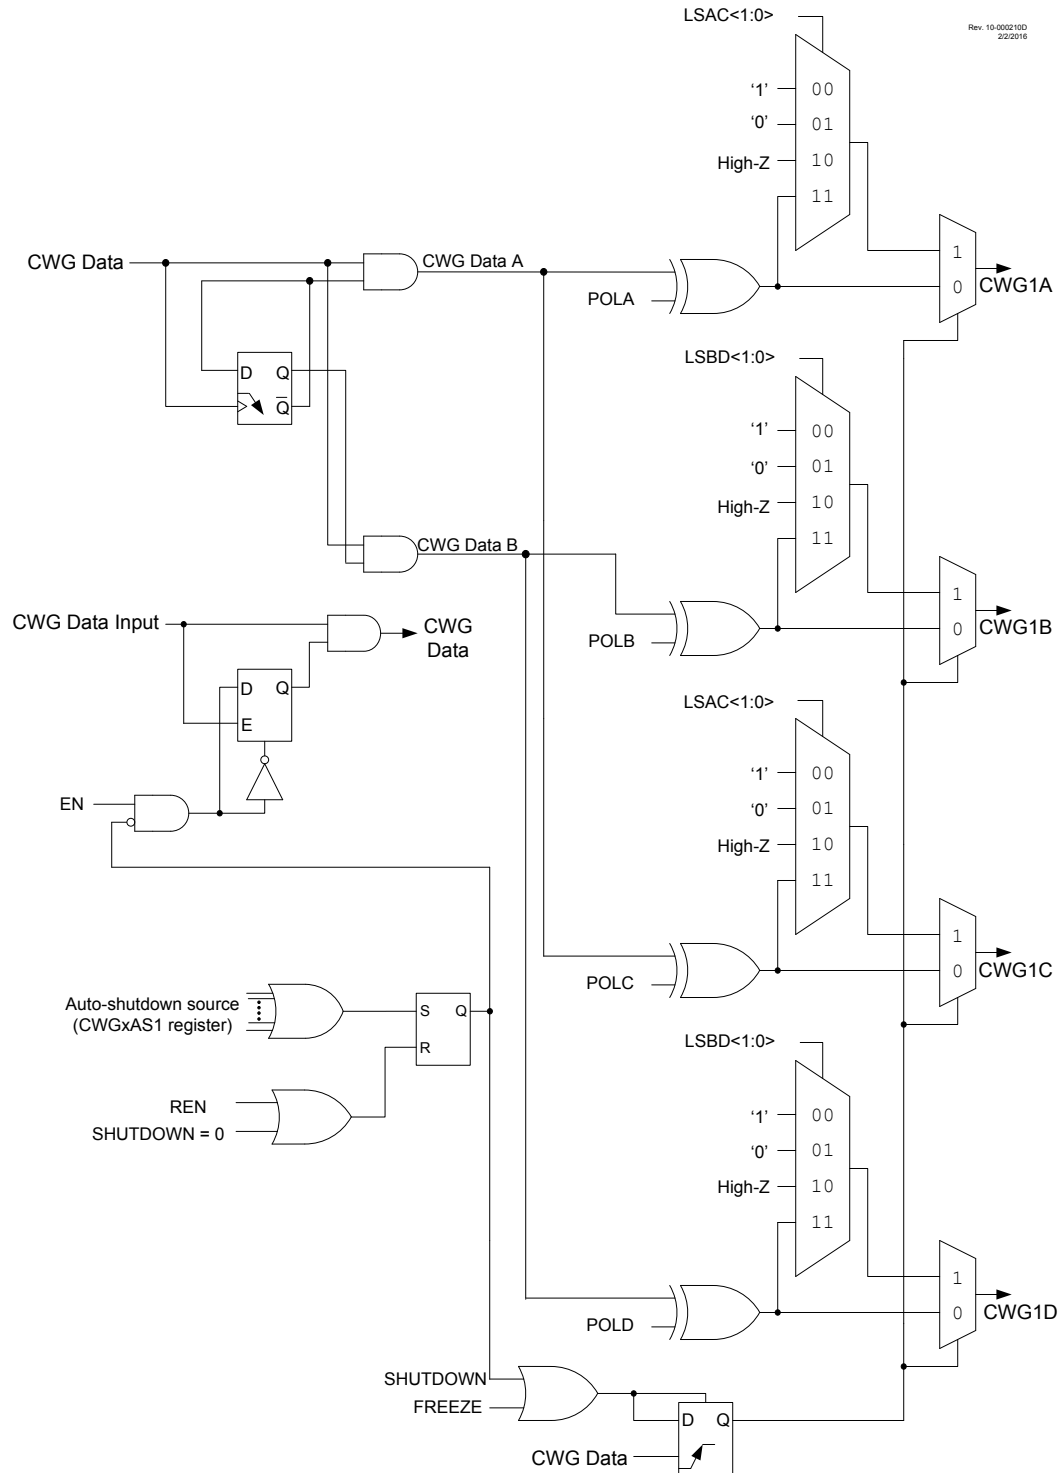 LSAC<1:0>
Rev. 10-000210D
2/2/2016
'1'
00
'0'
01
High-Z
10
11
CWG Data
CWG Data A
1
0
CWG1A
POLA
LSBD<1:0>
D
Q
Q̅
'1'
00
'0'
01
High-Z
10
11
CWG Data B
1
0
CWG1B
POLB
CWG Data Input
CWG
Data
D
Q
E
LSAC<1:0>
'1'
00
'0'
01
High-Z
10
11
EN
1
0
CWG1C
POLC
Auto-shutdown source
(CWGxAS1 register)
S
Q
R
LSBD<1:0>
REN
SHUTDOWN = 0
'1'
00
'0'
01
High-Z
10
11
1
0
CWG1D
POLD
SHUTDOWN
FREEZE
D
Q
CWG Data